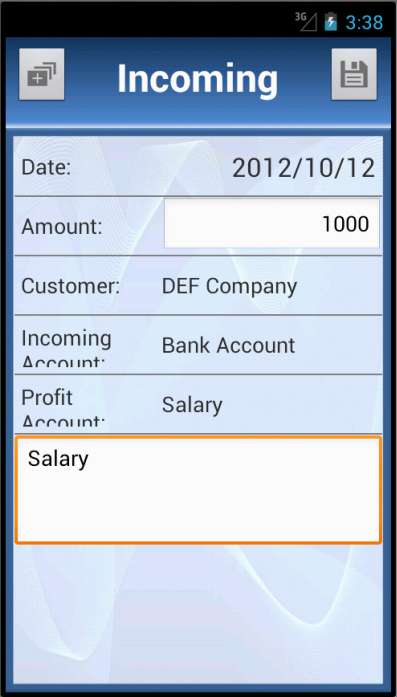 3G 3:38
Incoming
Date: 2012/10/12
Amount: 1000
Customer: DEF Company
Incoming
Account: Bank Account
Profit
Account: Salary
Salary